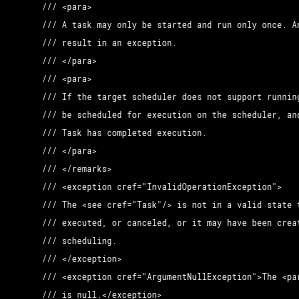 /// <para>
/// A task may only be started and run only once. An
/// result in an exception.
/// </para>
/// <para>
/// If the target scheduler does not support running
/// be scheduled for execution on the scheduler, and
/// Task has completed execution.
/// </para>
/// </remarks>
/// <exception cref="InvalidOperationException">
/// The <see cref="Task"/> is not in a valid state t
/// executed, or canceled, or it may have been creat
/// scheduling.
/// </exception>
/// <exception cref="ArgumentNullException">The <par
/// is null.</exception>